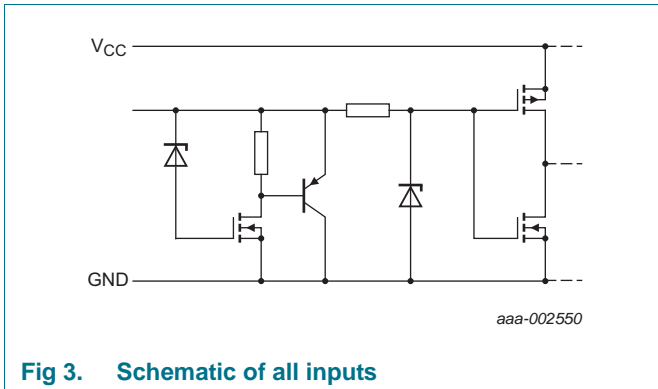 VCC
GND
aaa-002550
Fig 3. Schematic of all inputs